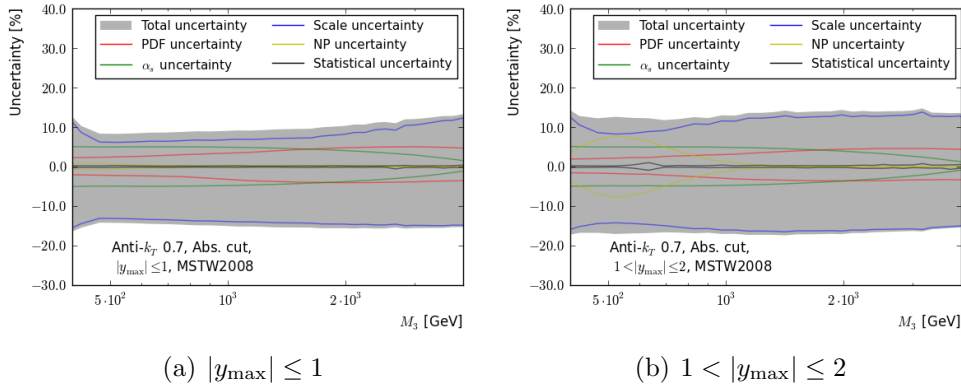 Uncertainty [%]
40.0
30.0
20.0
10.0
0.0
−10.0
−20.0
−30.0
Total uncertainty
PDF uncertainty
αs uncertainty
Scale uncertainty
NP uncertainty
Statistical uncertainty
Anti-kT 0.7, Abs. cut,
|ymax| ≤1, MSTW2008
5·10²
10³
2·10³
M3 [GeV]
(a) |ymax| ≤ 1
Uncertainty [%]
40.0
30.0
20.0
10.0
0.0
−10.0
−20.0
−30.0
Total uncertainty
PDF uncertainty
αs uncertainty
Scale uncertainty
NP uncertainty
Statistical uncertainty
Anti-kT 0.7, Abs. cut,
1<|ymax| ≤2, MSTW2008
5·10²
10³
2·10³
M3 [GeV]
(b) 1 < |ymax| ≤ 2